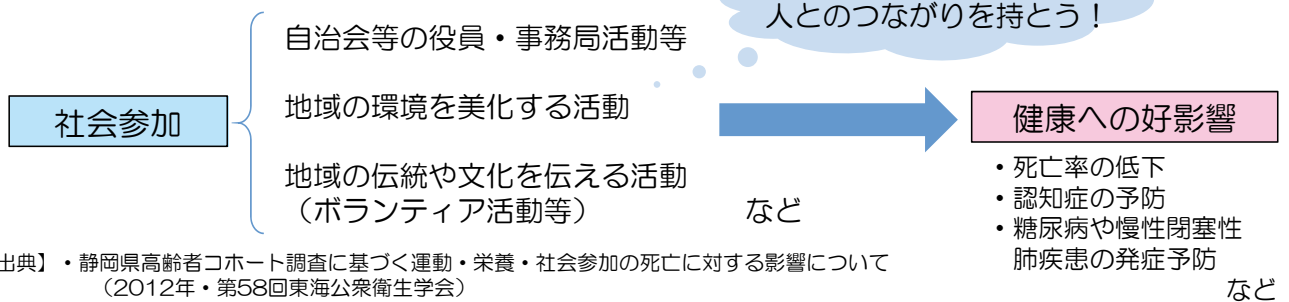 人とのつながりを持とう！
自治会等の役員・事務局活動等
地域の環境を美化する活動
社会参加
健康への好影響
地域の伝統や文化を伝える活動
（ボランティア活動等）
など
・死亡率の低下
・認知症の予防
・糖尿病や慢性閉塞性
肺疾患の発症予防
など
出典】・静岡県高齢者コホート調査に基づく運動・栄養・社会参加の死亡に対する影響について
（2012年・第58回東海公衆衛生学会）